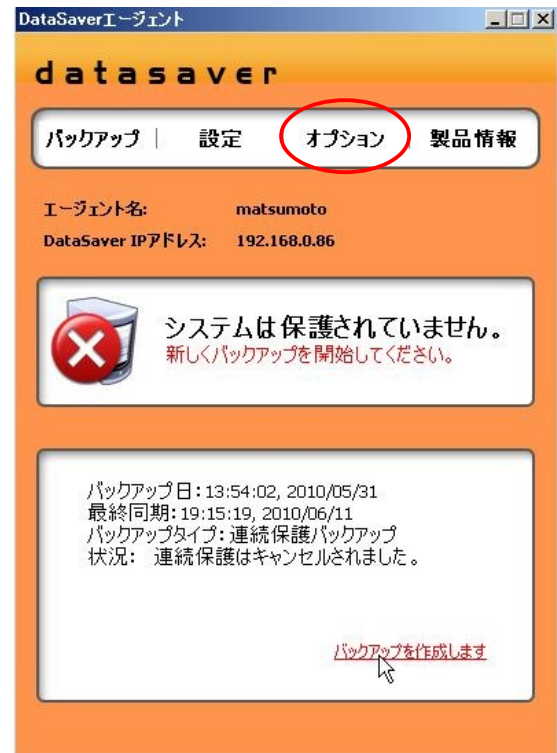 DataSaverエージェント
datasaver
バックアップ 設定 オプション 製品情報
エージェント名: matsumoto
DataSaver IPアドレス: 192.168.0.86
システムは保護されていません。
新しくバックアップを開始してください。
バックアップ日:13:54:02, 2010/05/31
最終同期:19:15:19, 2010/06/11
バックアップタイプ:連続保護バックアップ
状況: 連続保護はキャンセルされました。
バックアップを作成します